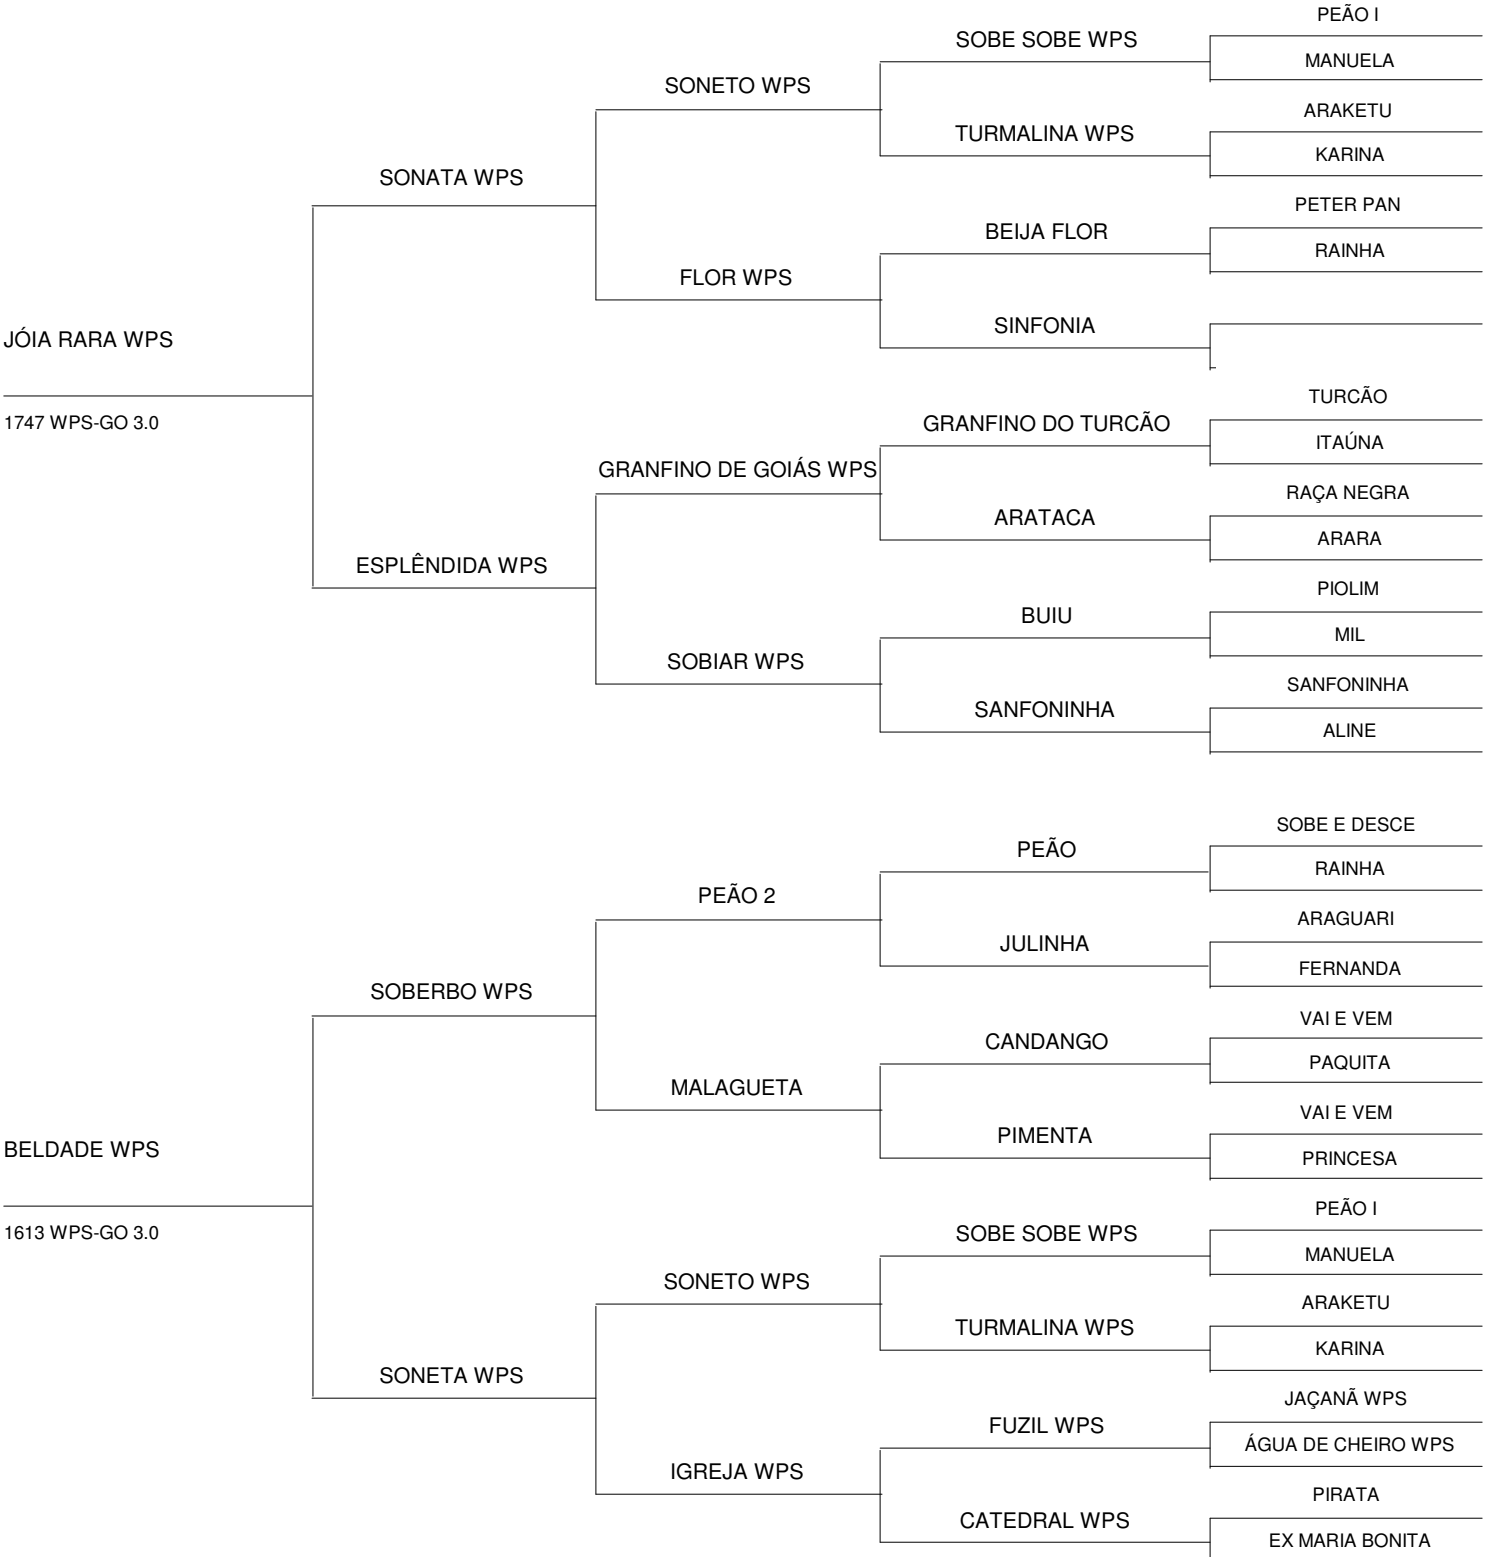 PEÃO I
SOBE SOBE WPS
MANUELA
SONETO WPS
ARAKETU
TURMALINA WPS
KARINA
SONATA WPS
PETER PAN
BEIJA FLOR
RAINHA
FLOR WPS
SINFONIA
JÓIA RARA WPS
TURCÃO
1747 WPS-GO 3.0
GRANFINO DO TURCÃO
ITAÚNA
GRANFINO DE GOIÁS WPS
RAÇA NEGRA
ARATACA
ARARA
ESPLÊNDIDA WPS
PIOLIM
BUIU
MIL
SOBIAR WPS
SANFONINHA
SANFONINHA
ALINE
SOBE E DESCE
PEÃO
RAINHA
PEÃO 2
ARAGUARI
JULINHA
FERNANDA
SOBERBO WPS
VAI E VEM
CANDANGO
PAQUITA
MALAGUETA
VAI E VEM
PIMENTA
BELDADE WPS
PRINCESA
PEÃO I
1613 WPS-GO 3.0
SOBE SOBE WPS
MANUELA
SONETO WPS
ARAKETU
TURMALINA WPS
KARINA
SONETA WPS
JAÇANÃ WPS
FUZIL WPS
ÁGUA DE CHEIRO WPS
IGREJA WPS
PIRATA
CATEDRAL WPS
EX MARIA BONITA